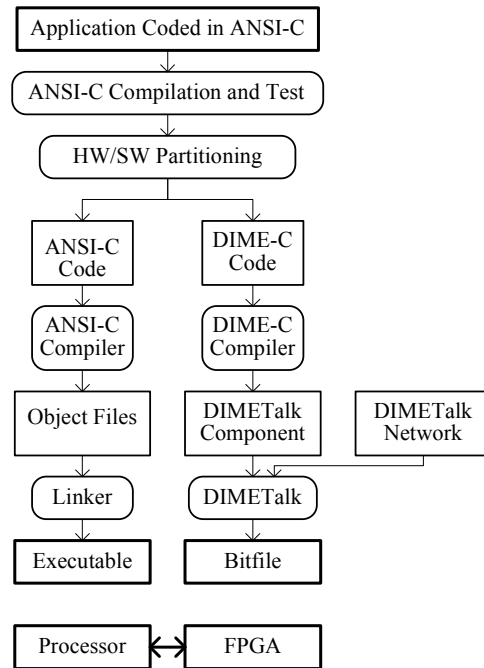 Application Coded in ANSI-C
ANSI-C Compilation and Test
HW/SW Partitioning
ANSI-C
Code
DIME-C
Code
ANSI-C
Compiler
DIME-C
Compiler
Object Files
DIMETalk
Component
DIMETalk
Network
Linker
DIMETalk
Executable
Bitfile
Processor
FPGA